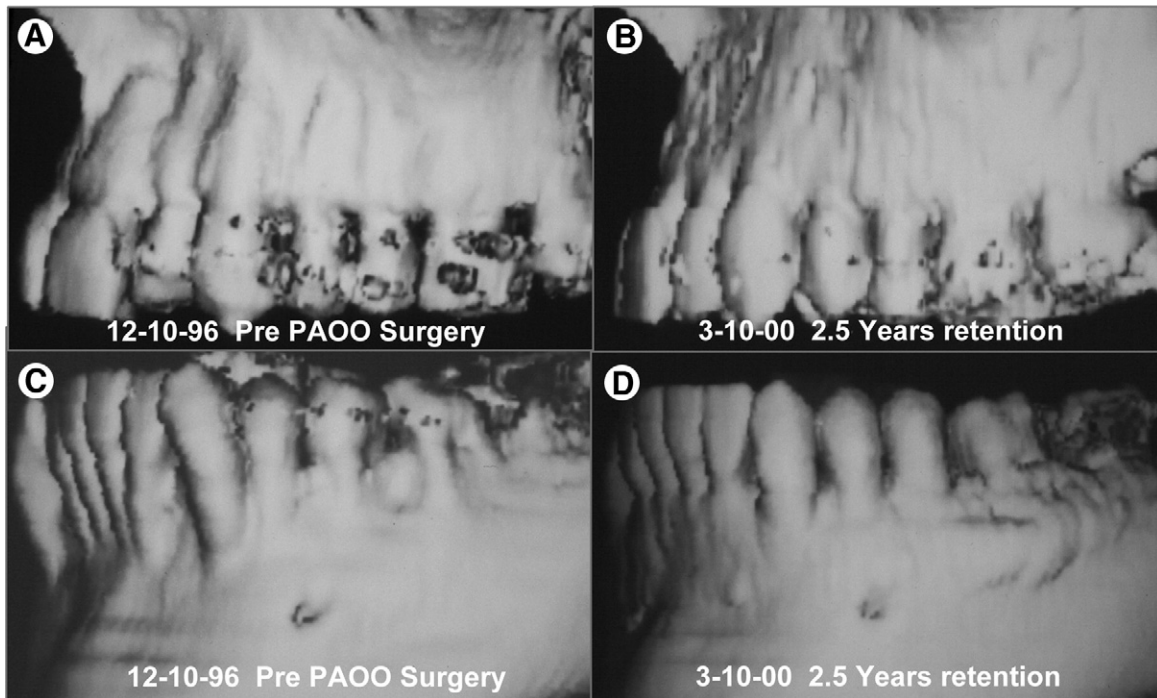 A
12-10-96 Pre PAOO Surgery
B
3-10-00 2.5 Years retention
C
12-10-96 Pre PAOO Surgery
D
3-10-00 2.5 Years retention